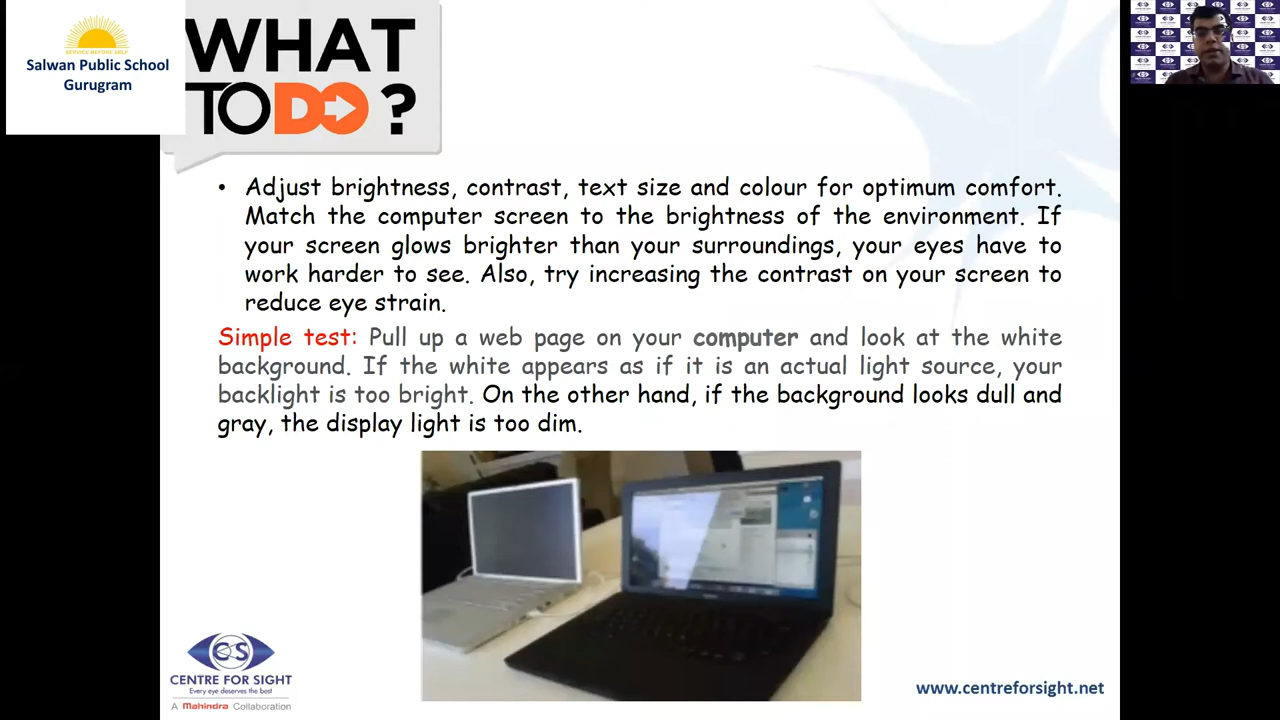 SERVICE BEFORE SELF
Salwan Public School
Gurugram
WHAT
TO DO ?
• Adjust brightness, contrast, text size and colour for optimum comfort.
Match the computer screen to the brightness of the environment. If
your screen glows brighter than your surroundings, your eyes have to
work harder to see. Also, try increasing the contrast on your screen to
reduce eye strain.
Simple test: Pull up a web page on your computer and look at the white
background. If the white appears as if it is an actual light source, your
backlight is too bright. On the other hand, if the background looks dull and
gray, the display light is too dim.
CS
CENTRE FOR SIGHT
Every eye deserves the best
A Mahindra Collaboration
www.centreforsight.net